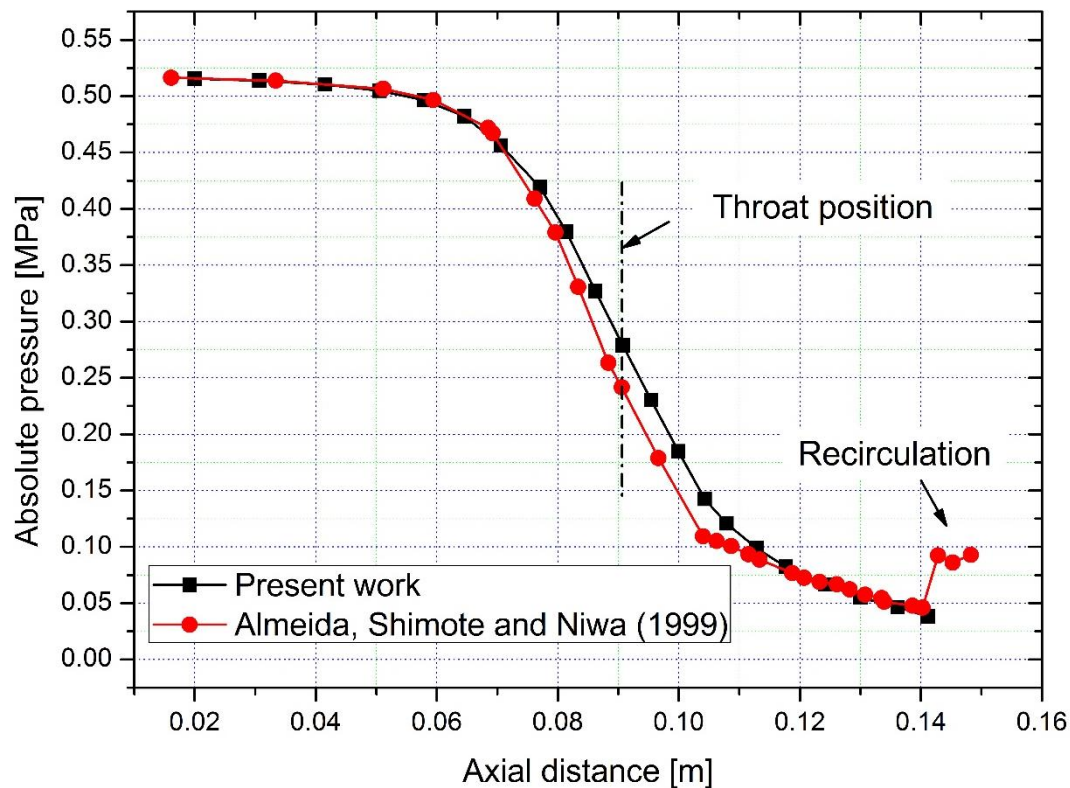 0.55
0.50
0.45
0.40
0.35
0.30
0.25
0.20
0.15
0.10
0.05
0.00
Absolute pressure [MPa]
Throat position
Recirculation
Present work
Almeida, Shimote and Niwa (1999)
0.02 0.04 0.06 0.08 0.10 0.12 0.14 0.16
Axial distance [m]